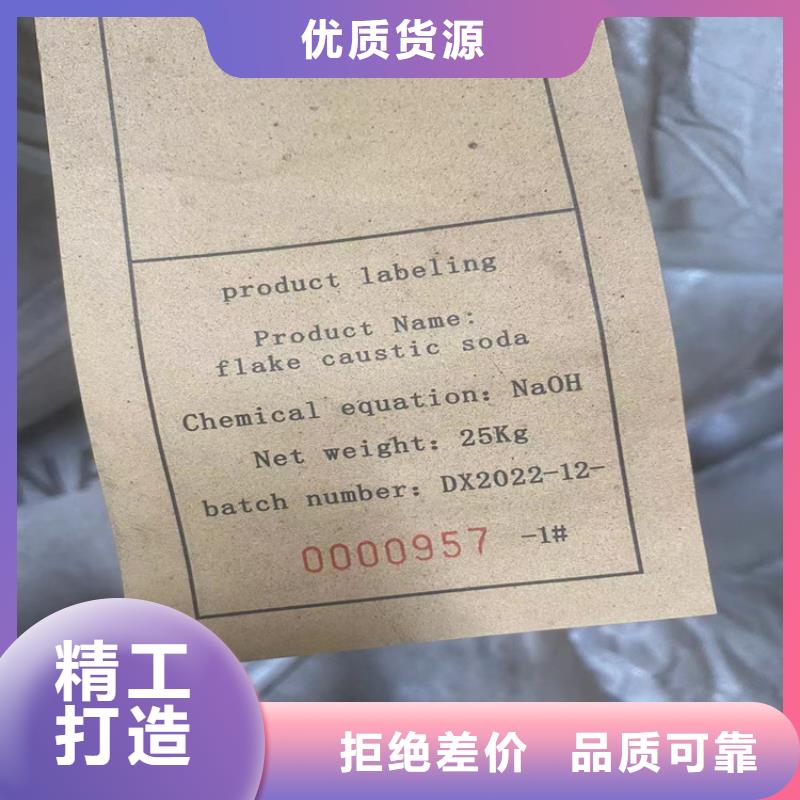 优质货源
product labeling
Product Name:
flake caustic soda
Chemical equation: NaOH
Net weight: 25Kg
batch number: DX2022-12-
0000957 -1#
精工
打造
拒绝差价 品质可靠